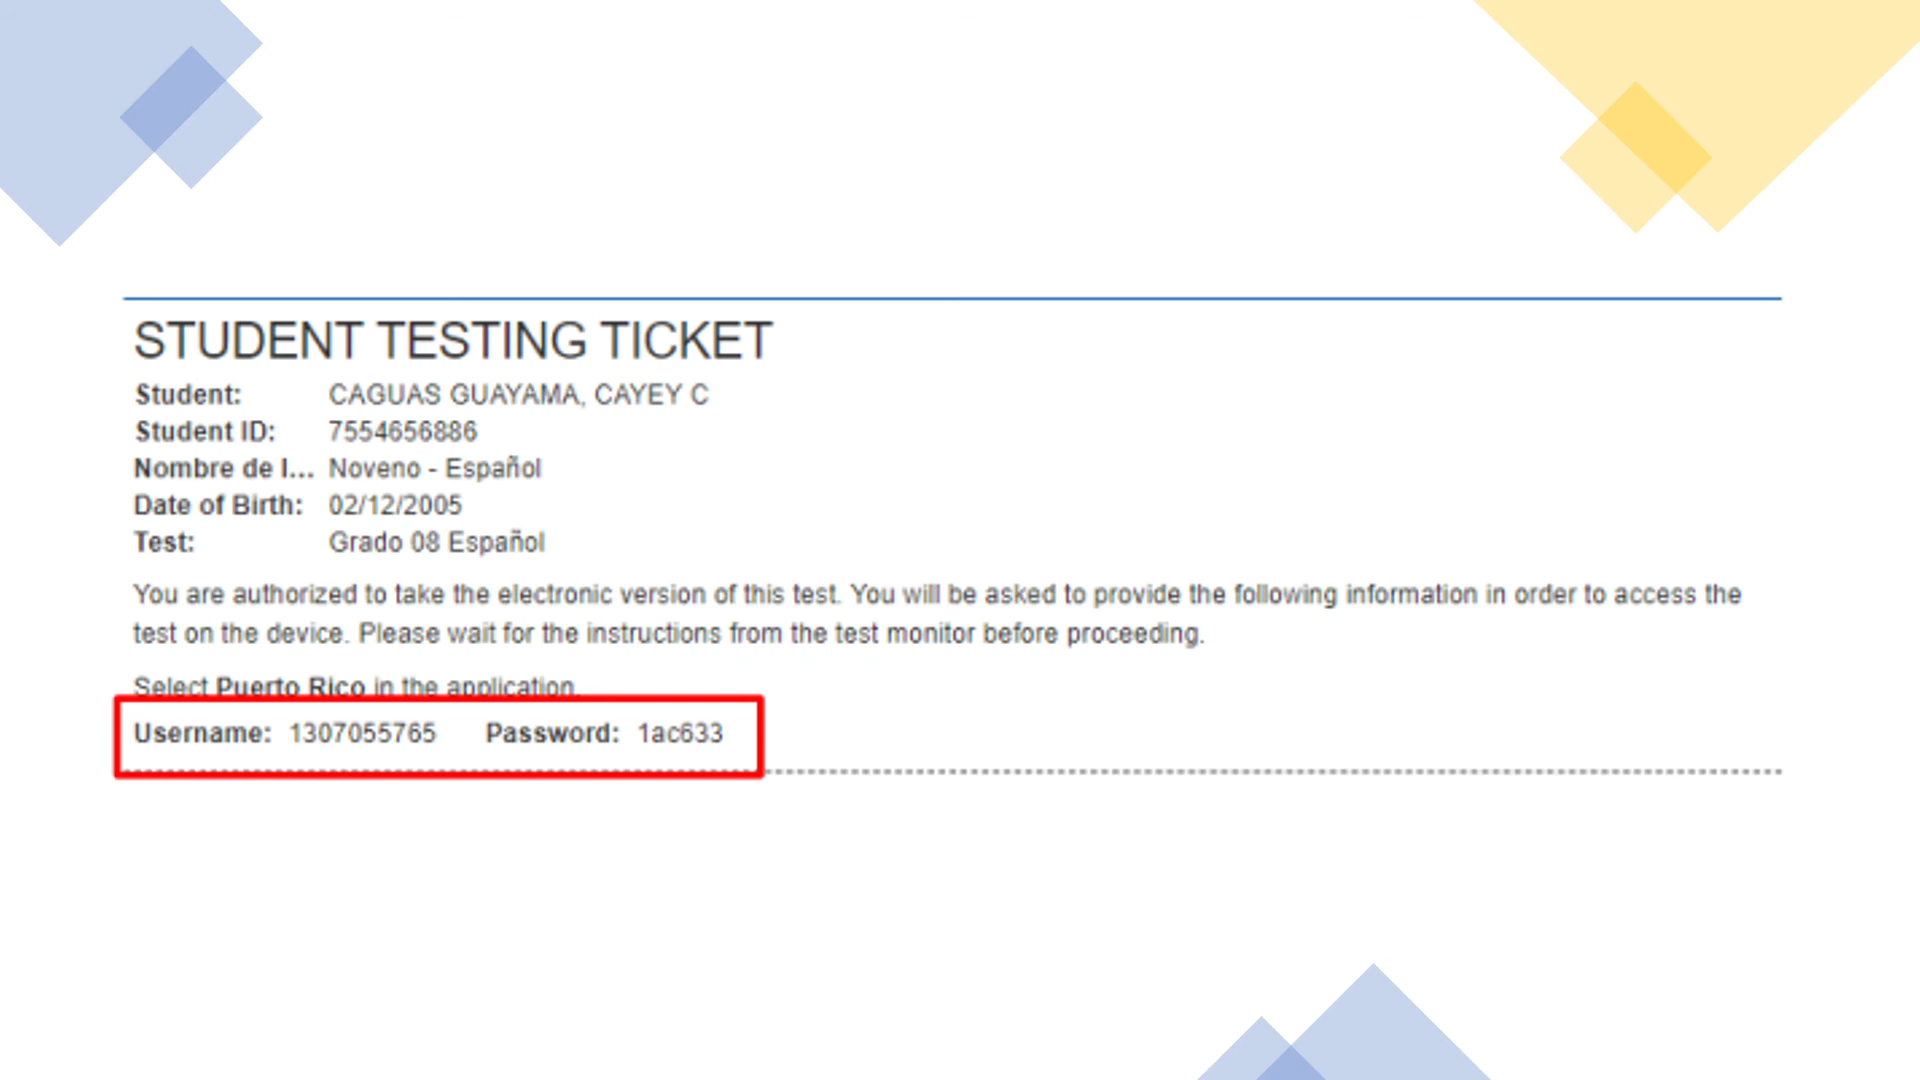 STUDENT TESTING TICKET
Student: CAGUAS GUAYAMA, CAYEY C
Student ID: 7554656886
Nombre de l... Noveno - Español
Date of Birth: 02/12/2005
Test: Grado 08 Español
You are authorized to take the electronic version of this test. You will be asked to provide the following information in order to access the
test on the device. Please wait for the instructions from the test monitor before proceeding.
Select Puerto Rico in the application.
Username: 1307055765 Password: 1ac633